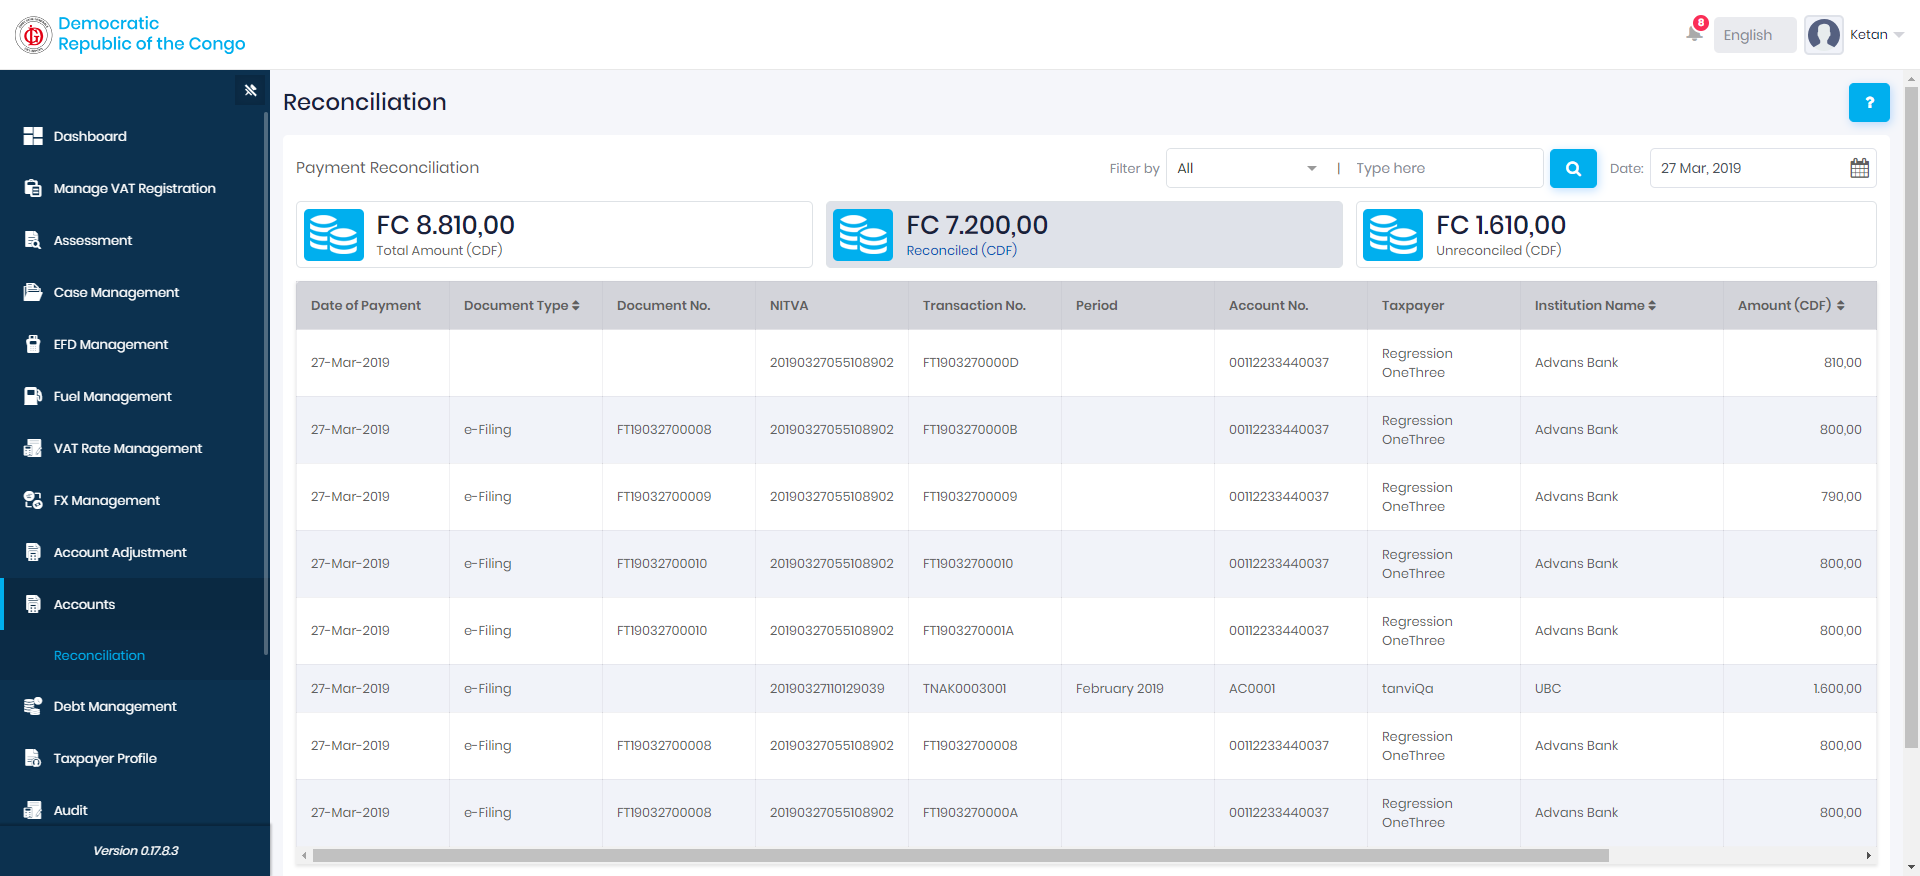 Democratic
Republic of the Congo
8
English
Ketan
Reconciliation
?
Dashboard
Manage VAT Registration
Assessment
Case Management
EFD Management
Fuel Management
VAT Rate Management
FX Management
Account Adjustment
Accounts
Reconciliation
Debt Management
Taxpayer Profile
Audit
Version 0.17.8.3
Payment Reconciliation
Filter by All | Type here Date: 27 Mar, 2019
FC 8.810,00
Total Amount (CDF)
FC 7.200,00
Reconciled (CDF)
FC 1.610,00
Unreconciled (CDF)
Date of Payment Document Type Document No. NITVA Transaction No. Period Account No. Taxpayer Institution Name Amount (CDF)
27-Mar-2019 20190327055108902 FT1903270000D 00112233440037 Regression OneThree Advans Bank 810,00
27-Mar-2019 e-Filing FT19032700008 20190327055108902 FT1903270000B 00112233440037 Regression OneThree Advans Bank 800,00
27-Mar-2019 e-Filing FT19032700009 20190327055108902 FT19032700009 00112233440037 Regression OneThree Advans Bank 790,00
27-Mar-2019 e-Filing FT19032700010 20190327055108902 FT19032700010 00112233440037 Regression OneThree Advans Bank 800,00
27-Mar-2019 e-Filing FT19032700010 20190327055108902 FT1903270001A 00112233440037 Regression OneThree Advans Bank 800,00
27-Mar-2019 e-Filing 20190327110129039 TNAK0003001 February 2019 AC0001 tanviQa UBC 1.600,00
27-Mar-2019 e-Filing FT19032700008 20190327055108902 FT19032700008 00112233440037 Regression OneThree Advans Bank 800,00
27-Mar-2019 e-Filing FT19032700008 20190327055108902 FT1903270000A 00112233440037 Regression OneThree Advans Bank 800,00